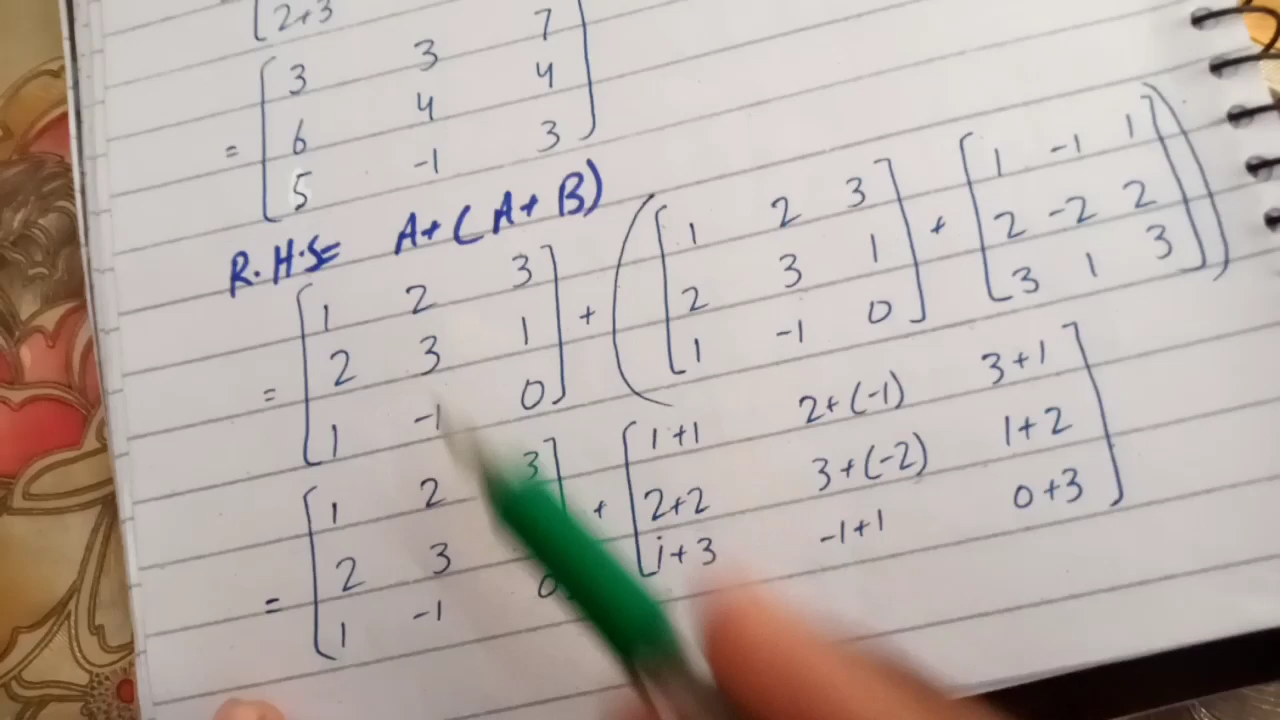 [2+3
= [3 3 7
6 4 4
5 -1 3]
R.H.S= A+(A+B)
= [1 2 3
2 3 1
1 -1 0] + ([1 2 3
2 3 1
1 -1 0] + [1 -1 1
2 -2 2
3 1 3])
= [1 2 3
2 3
1 -1 0] + [1+1 2+(-1) 3+1
2+2 3+(-2) 1+2
1+3 -1+1 0+3]